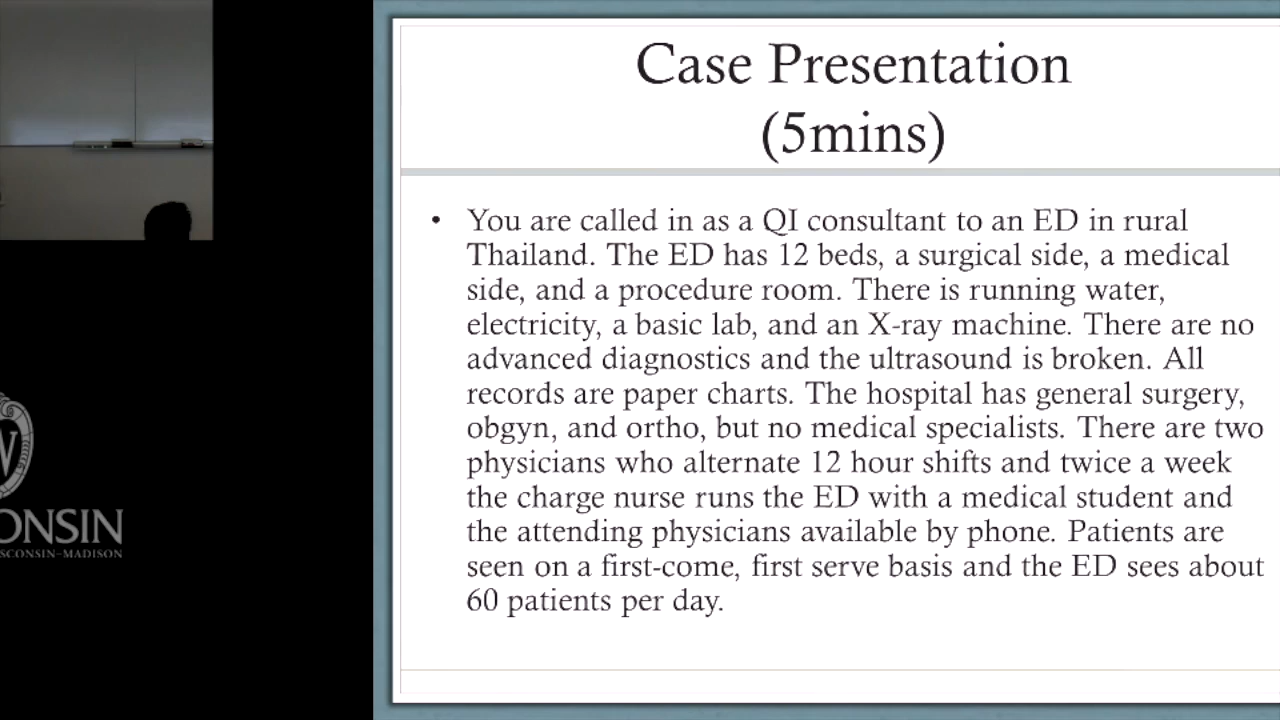 Case Presentation
(5mins)
• You are called in as a QI consultant to an ED in rural
Thailand. The ED has 12 beds, a surgical side, a medical
side, and a procedure room. There is running water,
electricity, a basic lab, and an X-ray machine. There are no
advanced diagnostics and the ultrasound is broken. All
records are paper charts. The hospital has general surgery,
obgyn, and ortho, but no medical specialists. There are two
physicians who alternate 12 hour shifts and twice a week
the charge nurse runs the ED with a medical student and
the attending physicians available by phone. Patients are
seen on a first-come, first serve basis and the ED sees about
60 patients per day.
W
ONSIN
SCONSIN–MADISON